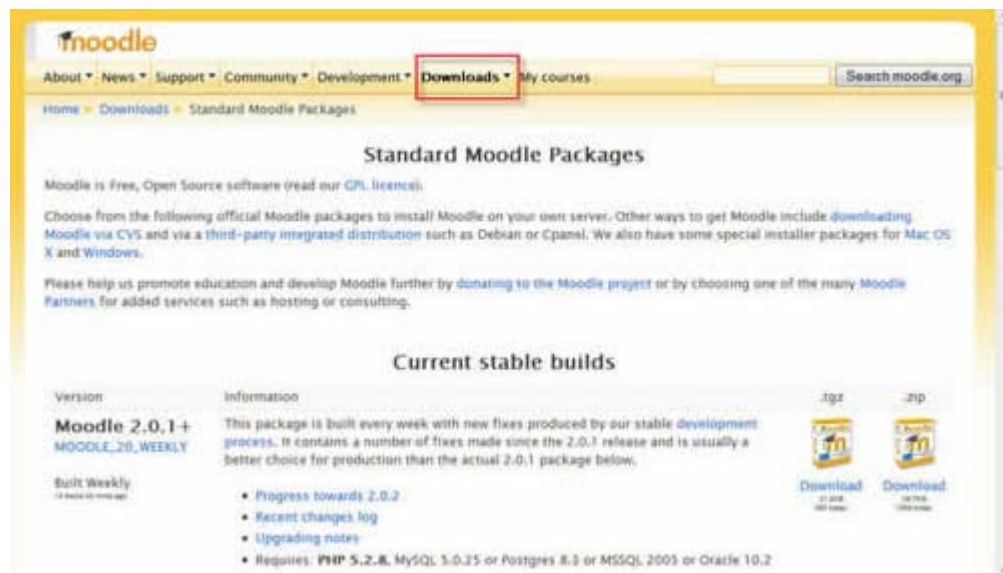 moodle
About News Support Community Development Downloads My courses Search moodle.org
Home Downloads Standard Moodle Packages
Standard Moodle Packages
Moodle is Free, Open Source software (read our GPL licence).
Choose from the following official Moodle packages to install Moodle on your own server. Other ways to get Moodle include downloading
Moodle via CVS and via a third-party integrated distribution such as Debian or Cpanel. We also have some special installer packages for Mac OS
X and Windows.
Please help us promote education and develop Moodle further by donating to the Moodle project or by choosing one of the many Moodle
Partners for added services such as hosting or consulting.
Current stable builds
Version Information .tgz .zip
Moodle 2.0.1+ This package is built every week with new fixes produced by our stable development
MOODLE_20_WEEKLY process. It contains a number of fixes made since the 2.0.1 release and is usually a
better choice for production than the actual 2.0.1 package below.
Built Weekly Download Download
• Progress towards 2.0.2
• Recent changes log
• Upgrading notes
• Requires: PHP 5.2.8, MySQL 5.0.25 or Postgres 8.3 or MSSQL 2005 or Oracle 10.2